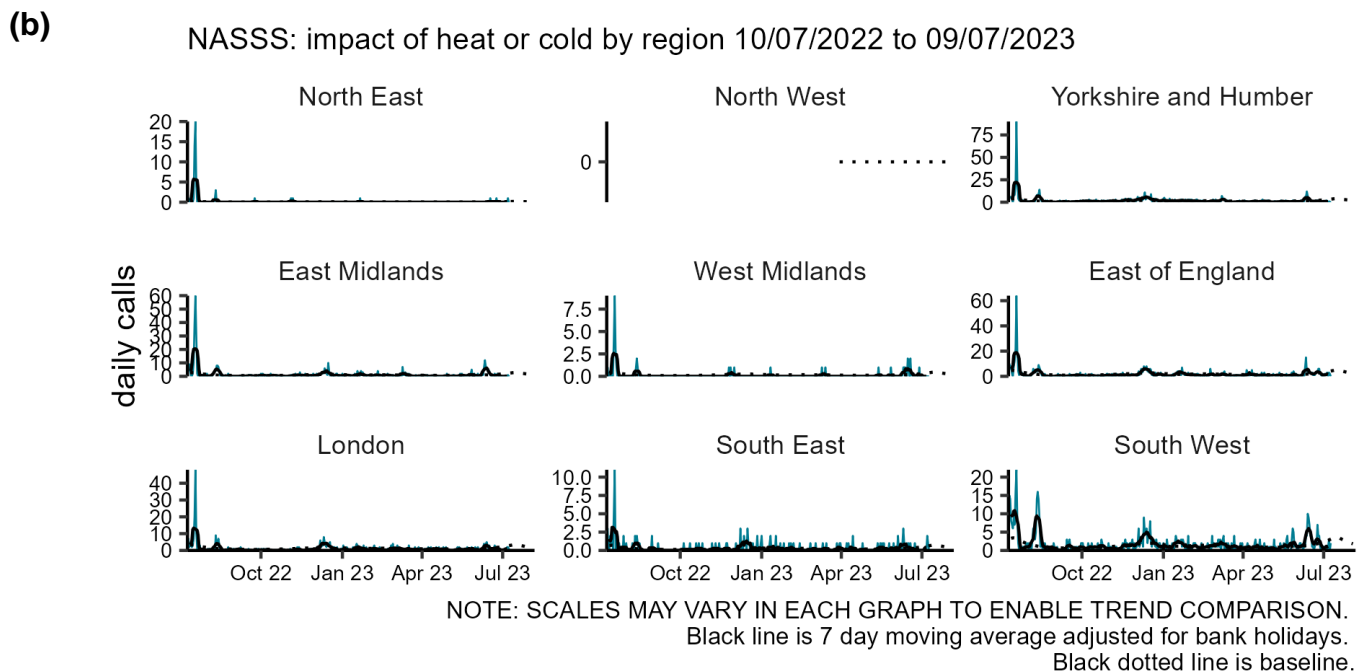 (b)
NASSS: impact of heat or cold by region 10/07/2022 to 09/07/2023
North East
North West
Yorkshire and Humber
20
15
10
5
0
0
75
50
25
0
East Midlands
West Midlands
East of England
daily calls
60
50
40
30
20
10
0
7.5
5.0
2.5
0.0
60
40
20
0
London
South East
South West
40
30
20
10
0
10.0
7.5
5.0
2.5
0.0
20
15
10
5
0
Oct 22 Jan 23 Apr 23 Jul 23
Oct 22 Jan 23 Apr 23 Jul 23
Oct 22 Jan 23 Apr 23 Jul 23
NOTE: SCALES MAY VARY IN EACH GRAPH TO ENABLE TREND COMPARISON.
Black line is 7 day moving average adjusted for bank holidays.
Black dotted line is baseline.